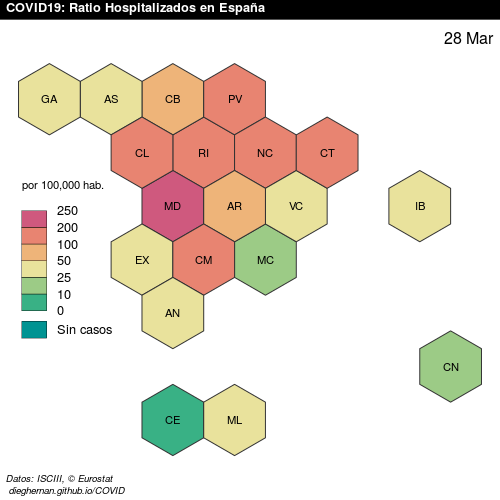 COVID19: Ratio Hospitalizados en España
28 Mar
GA AS CB PV
CL RI NC CT
por 100,000 hab.
MD AR VC IB
250
200
100
50
25
10
0
Sin casos
EX CM MC
AN
CN
CE ML
Datos: ISCIII, © Eurostat
dieghernan.github.io/COVID